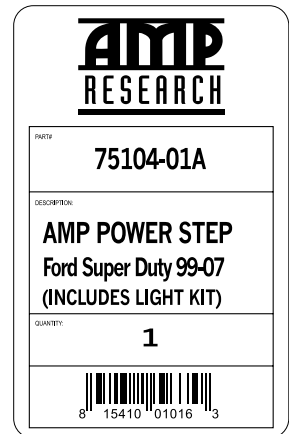 AMP
RESEARCH
PART#
75104-01A
DESCRIPTION:
AMP POWER STEP
Ford Super Duty 99-07
(INCLUDES LIGHT KIT)
QUANTITY:
1
8 15410 01016 3